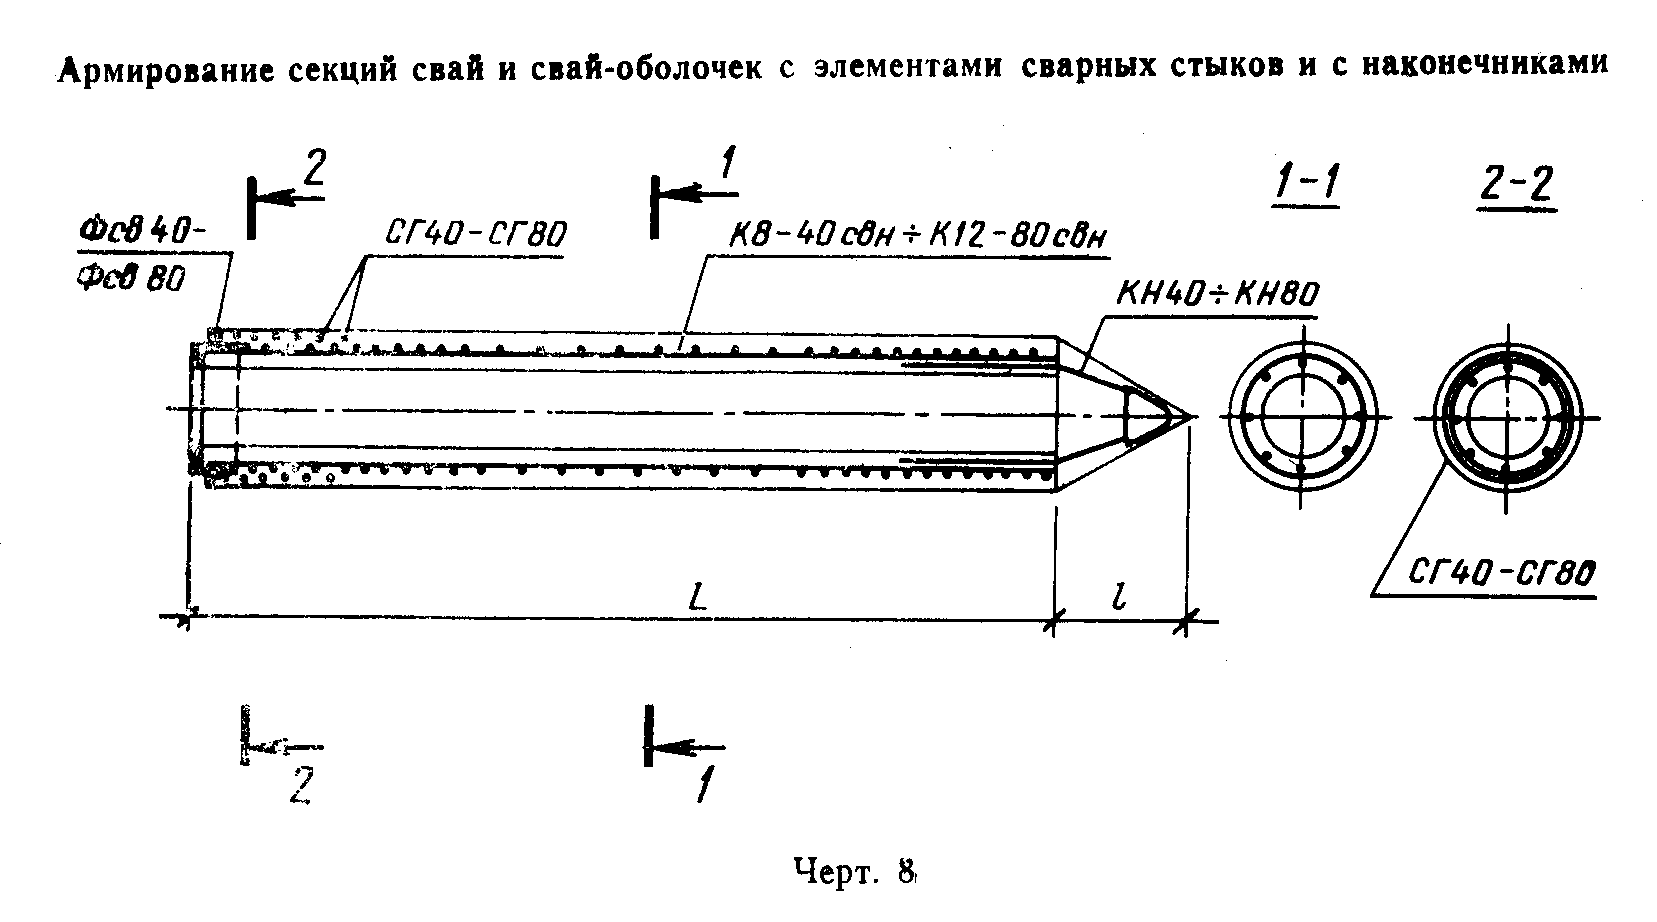 Армирование секций свай и свай-оболочек с элементами сварных стыков и с наконечниками
2
1
1-1
2-2
Фсв 40-
Фсв 80
СГ40-СГ80
К8-40свн÷К12-80свн
КН40÷КН80
СГ40-СГ80
L
l
2
1
Черт. 8